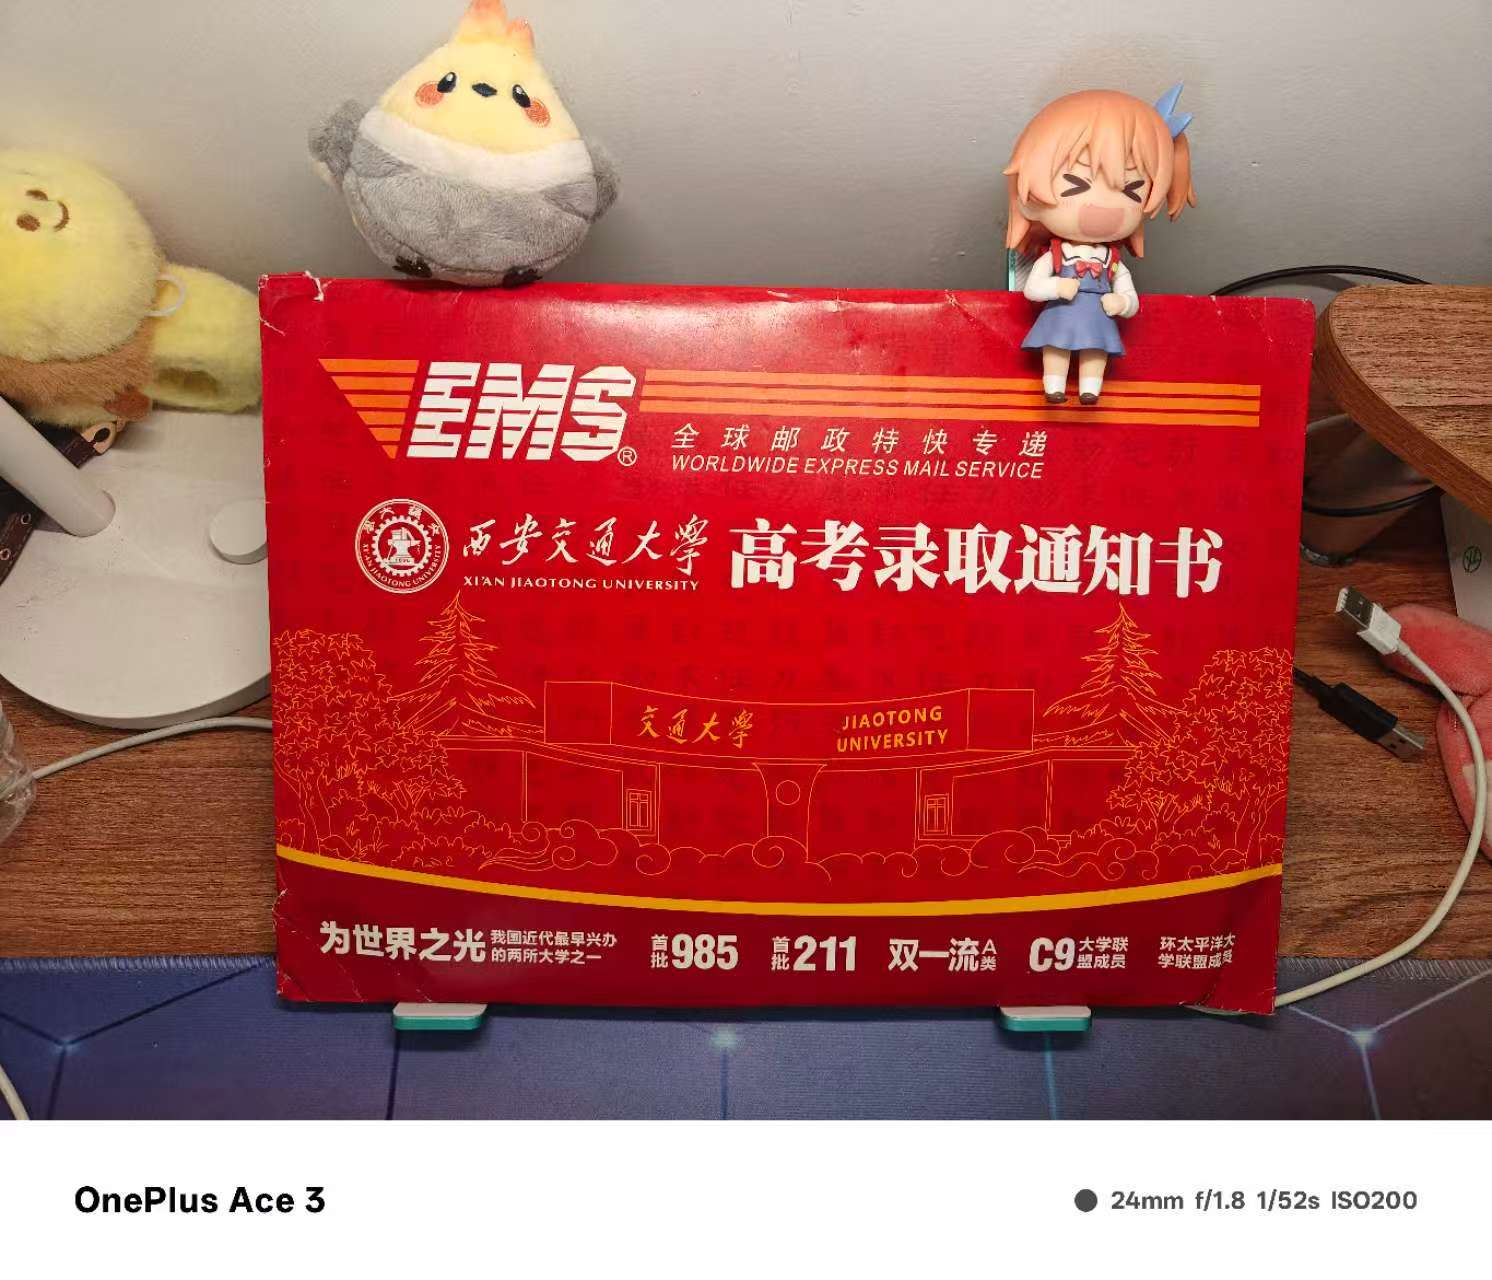 EMS®
全球邮政特快专递
WORLDWIDE EXPRESS MAIL SERVICE
西安交通大學 高考录取通知书
XI'AN JIAOTONG UNIVERSITY
交通大學
JIAOTONG
UNIVERSITY
为世界之光 我国近代最早兴办的两所大学之一 首批985 首批211 双一流A类 C9大学联盟成员 环太平洋大学联盟成员
OnePlus Ace 3
24mm f/1.8 1/52s ISO200